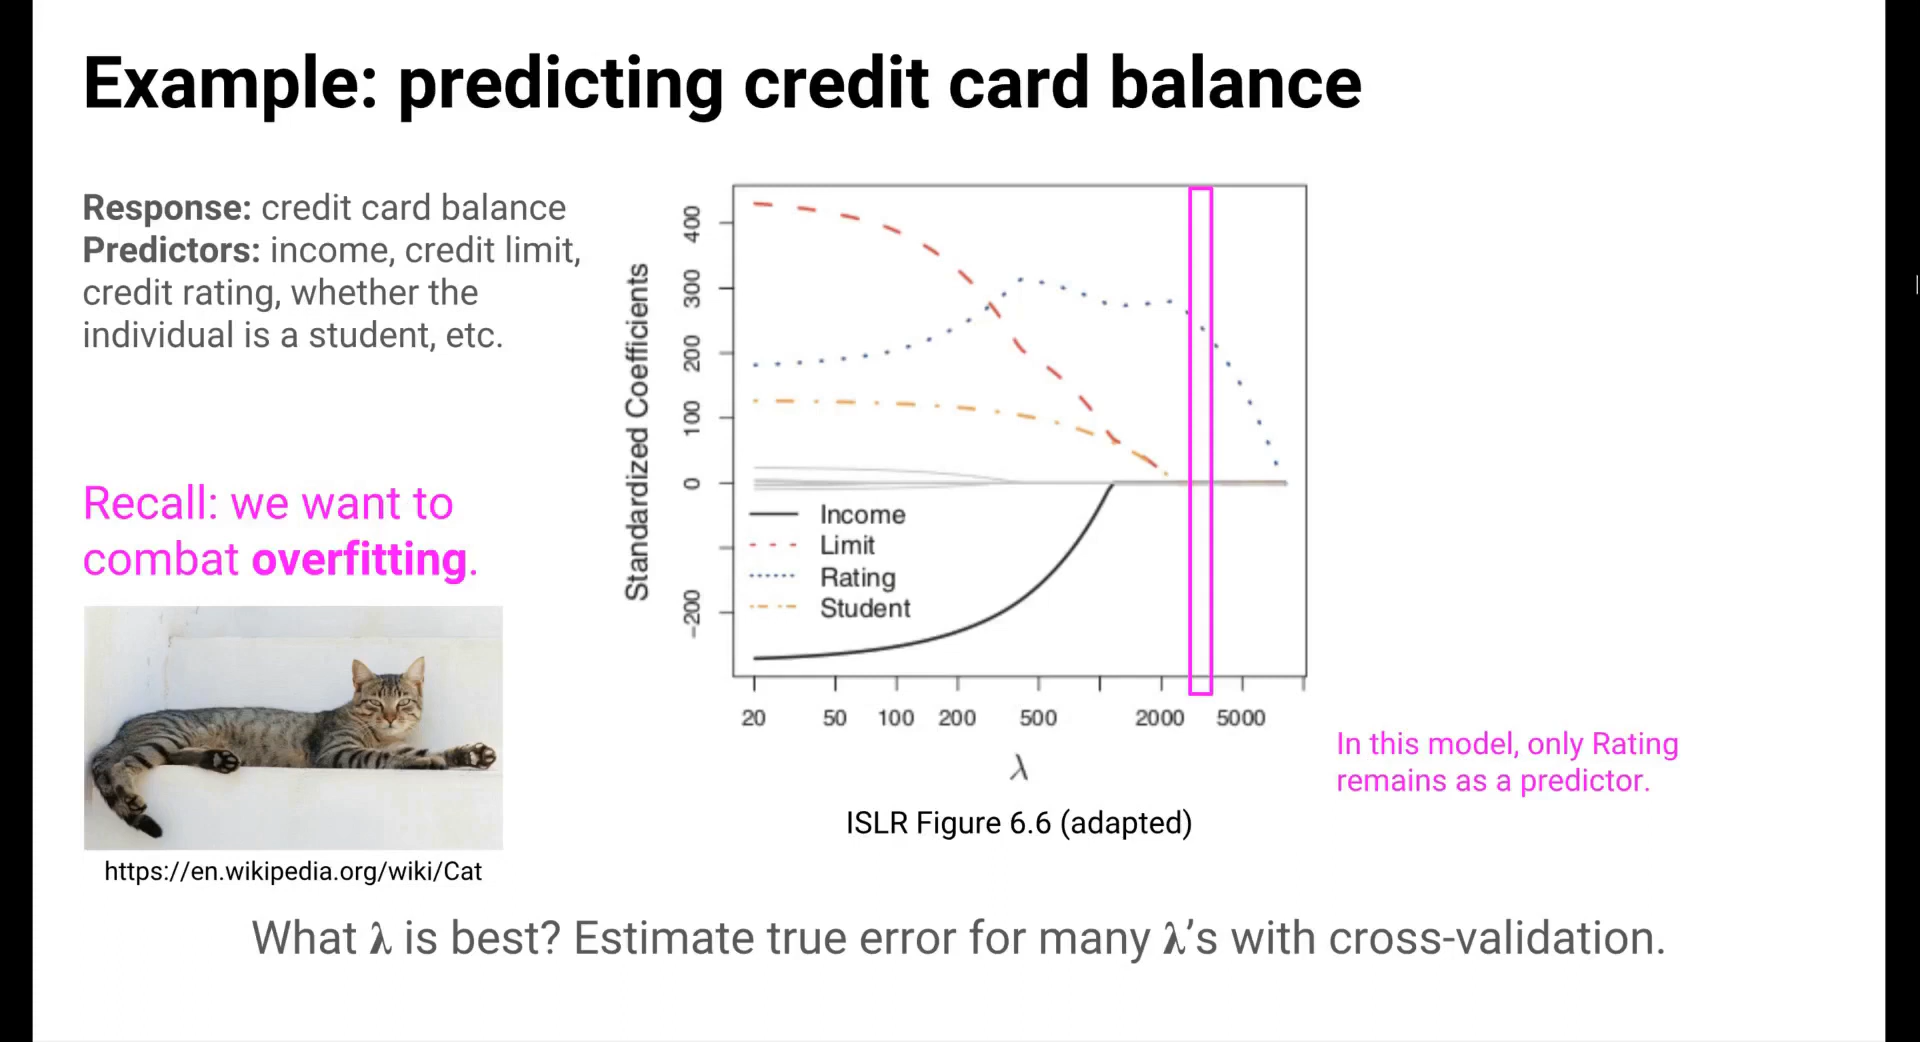 Example: predicting credit card balance
Response: credit card balance
Predictors: income, credit limit,
credit rating, whether the
individual is a student, etc.
Recall: we want to
combat overfitting.
https://en.wikipedia.org/wiki/Cat
Standardized Coefficients
400
300
200
100
0
-200
Income
Limit
Rating
Student
20 50 100 200 500 2000 5000
λ
ISLR Figure 6.6 (adapted)
In this model, only Rating
remains as a predictor.
What λ is best? Estimate true error for many λ’s with cross-validation.